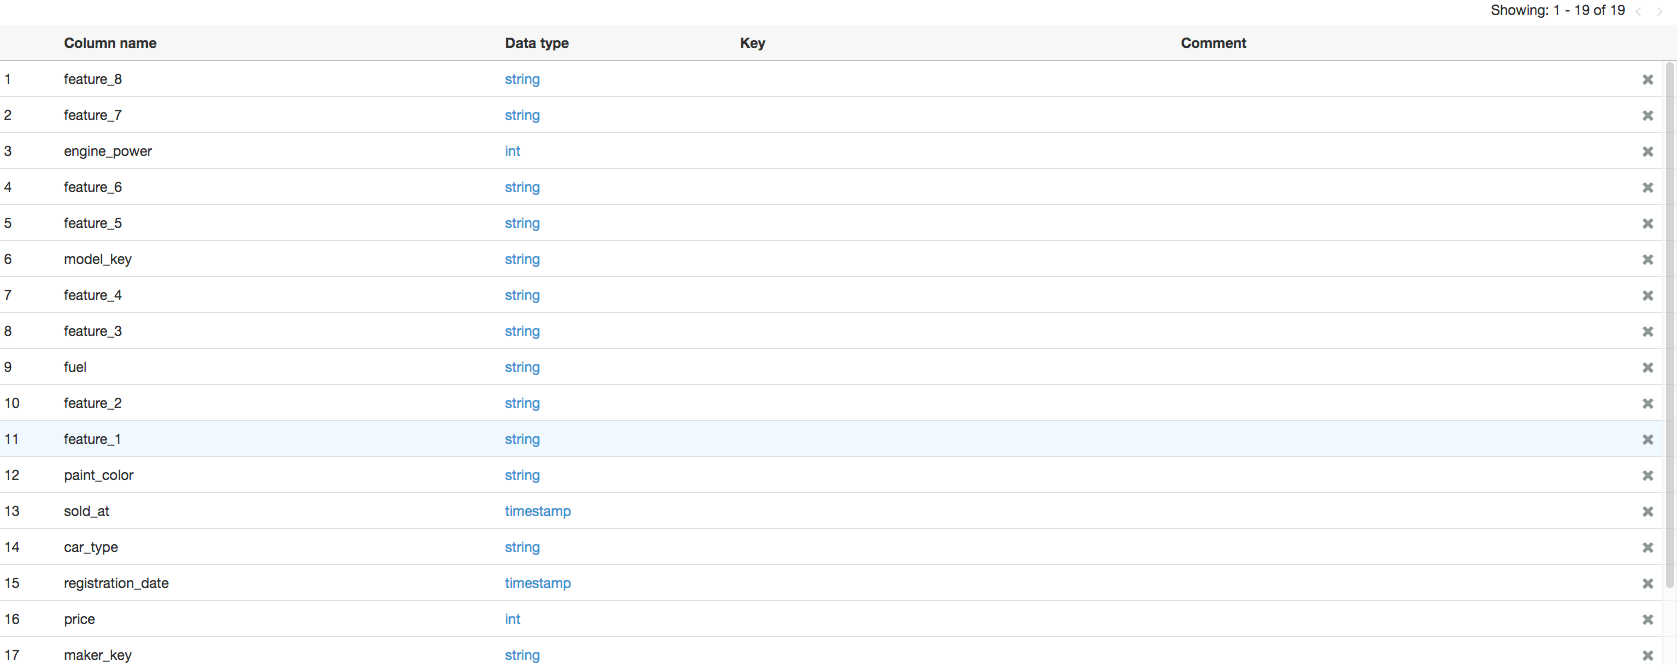 Showing: 1 - 19 of 19
Column name Data type Key Comment
1 feature_8 string
2 feature_7 string
3 engine_power int
4 feature_6 string
5 feature_5 string
6 model_key string
7 feature_4 string
8 feature_3 string
9 fuel string
10 feature_2 string
11 feature_1 string
12 paint_color string
13 sold_at timestamp
14 car_type string
15 registration_date timestamp
16 price int
17 maker_key string